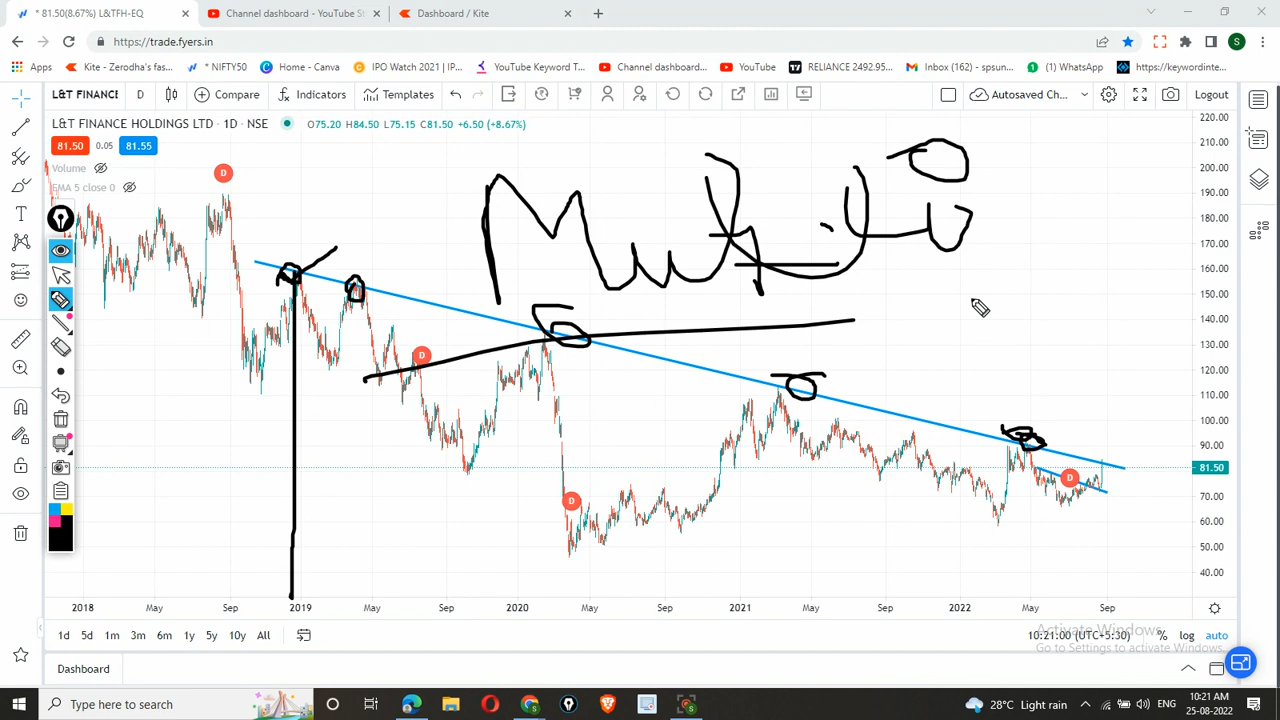 * 81.50(8.67%) L&TFH-EQ
Channel dashboard - YouTube St
Dashboard / Kite
https://trade.fyers.in
Apps
Kite - Zerodha's fas...
* NIFTY50
Home - Canva
IPO Watch 2021 | IP...
YouTube Keyword T...
Channel dashboard...
YouTube
RELIANCE 2492.95...
Inbox (162) - spsun...
(1) WhatsApp
https://keywordinte...
L&T FINANC
D
Compare
Indicators
Templates
Autosaved Ch...
Logout
L&T FINANCE HOLDINGS LTD · 1D · NSE
O75.20 H84.50 L75.15 C81.50 +6.50 (+8.67%)
81.50 0.05 81.55
Volume
EMA 5 close 0
D
D
D
D
220.00
210.00
200.00
190.00
180.00
170.00
160.00
150.00
140.00
130.00
120.00
110.00
100.00
90.00
81.50
70.00
60.00
50.00
40.00
2018 May Sep 2019 May Sep 2020 May Sep 2021 May Sep 2022 May Sep
1d 5d 1m 3m 6m 1y 5y 10y All
10:21:00 (UTC+5:30) % log auto
Activate Windows
Go to Settings to activate Windows.
Dashboard
Type here to search
28°C Light rain
ENG
10:21 AM
25-08-2022